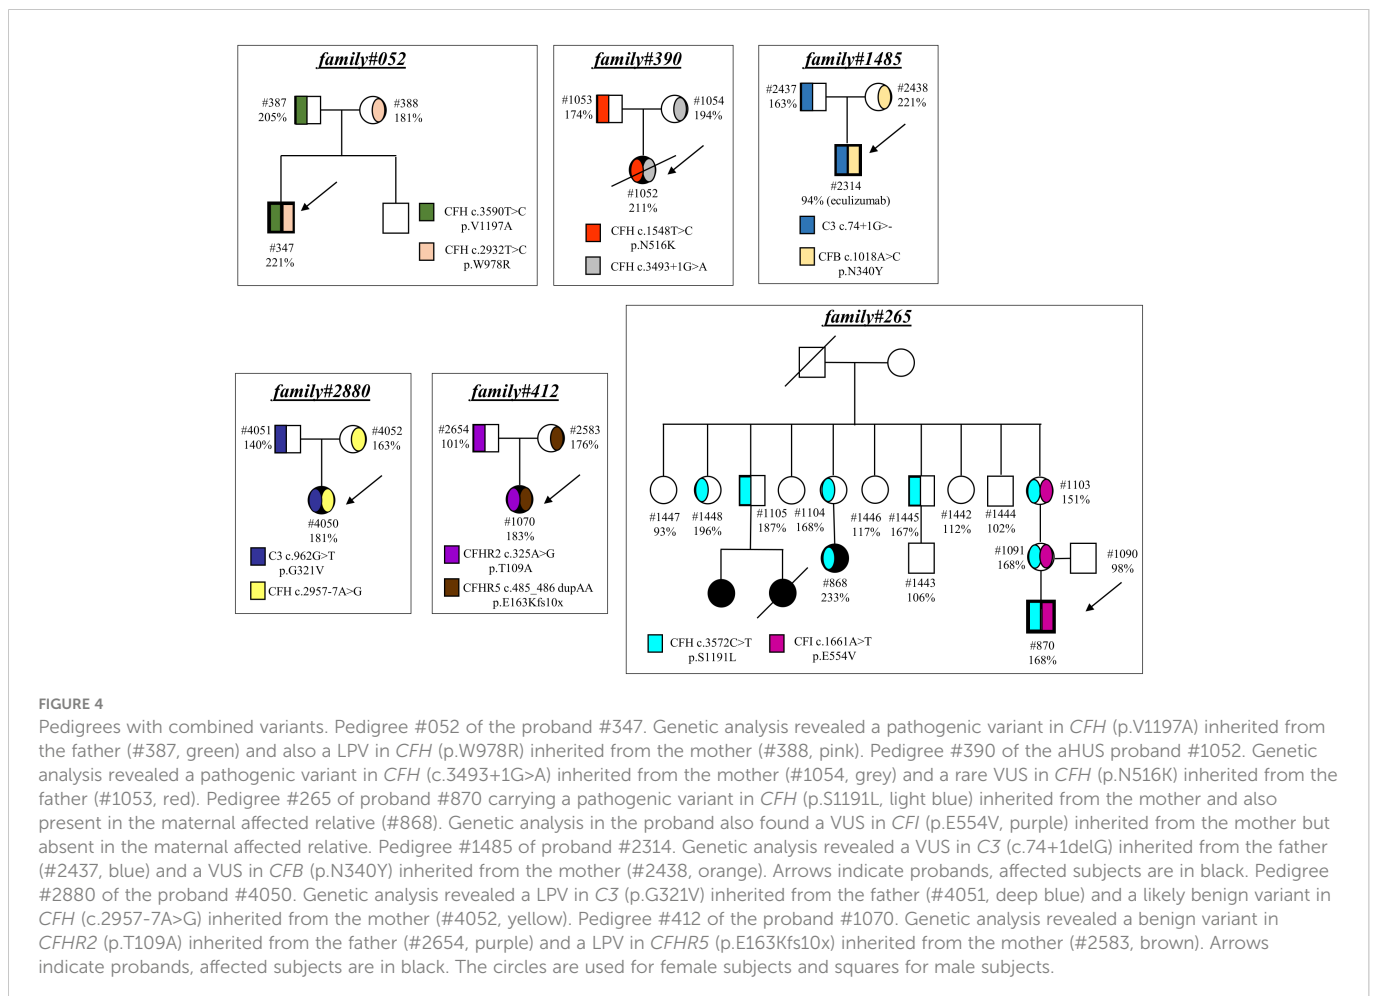 family#052
#387
205%
#388
181%
#347
221%
CFH c.3590T>C
p.V1197A
CFH c.2932T>C
p.W978R
family#390
#1053
174%
#1054
194%
#1052
211%
CFH c.1548T>C
p.N516K
CFH c.3493+1G>A
family#1485
#2437
163%
#2438
221%
#2314
94% (eculizumab)
C3 c.74+1G>-
CFB c.1018A>C
p.N340Y
family#2880
#4051
140%
#4052
163%
#4050
181%
C3 c.962G>T
p.G321V
CFH c.2957-7A>G
family#412
#2654
101%
#2583
176%
#1070
183%
CFHR2 c.325A>G
p.T109A
CFHR5 c.485_486 dupAA
p.E163Kfs10x
family#265
#1447
93%
#1448
196%
#1105
187%
#1104
168%
#1446
117%
#1445
167%
#1442
112%
#1444
102%
#1103
151%
#868
233%
#1443
106%
#1091
168%
#1090
98%
#870
168%
CFH c.3572C>T
p.S1191L
CFI c.1661A>T
p.E554V
FIGURE 4
Pedigrees with combined variants. Pedigree #052 of the proband #347. Genetic analysis revealed a pathogenic variant in CFH (p.V1197A) inherited from
the father (#387, green) and also a LPV in CFH (p.W978R) inherited from the mother (#388, pink). Pedigree #390 of the aHUS proband #1052. Genetic
analysis revealed a pathogenic variant in CFH (c.3493+1G>A) inherited from the mother (#1054, grey) and a rare VUS in CFH (p.N516K) inherited from the
father (#1053, red). Pedigree #265 of proband #870 carrying a pathogenic variant in CFH (p.S1191L, light blue) inherited from the mother and also
present in the maternal affected relative (#868). Genetic analysis in the proband also found a VUS in CFI (p.E554V, purple) inherited from the mother but
absent in the maternal affected relative. Pedigree #1485 of proband #2314. Genetic analysis revealed a VUS in C3 (c.74+1delG) inherited from the father
(#2437, blue) and a VUS in CFB (p.N340Y) inherited from the mother (#2438, orange). Arrows indicate probands, affected subjects are in black. Pedigree
#2880 of the proband #4050. Genetic analysis revealed a LPV in C3 (p.G321V) inherited from the father (#4051, deep blue) and a likely benign variant in
CFH (c.2957-7A>G) inherited from the mother (#4052, yellow). Pedigree #412 of the proband #1070. Genetic analysis revealed a benign variant in
CFHR2 (p.T109A) inherited from the father (#2654, purple) and a LPV in CFHR5 (p.E163Kfs10x) inherited from the mother (#2583, brown). Arrows
indicate probands, affected subjects are in black. The circles are used for female subjects and squares for male subjects.